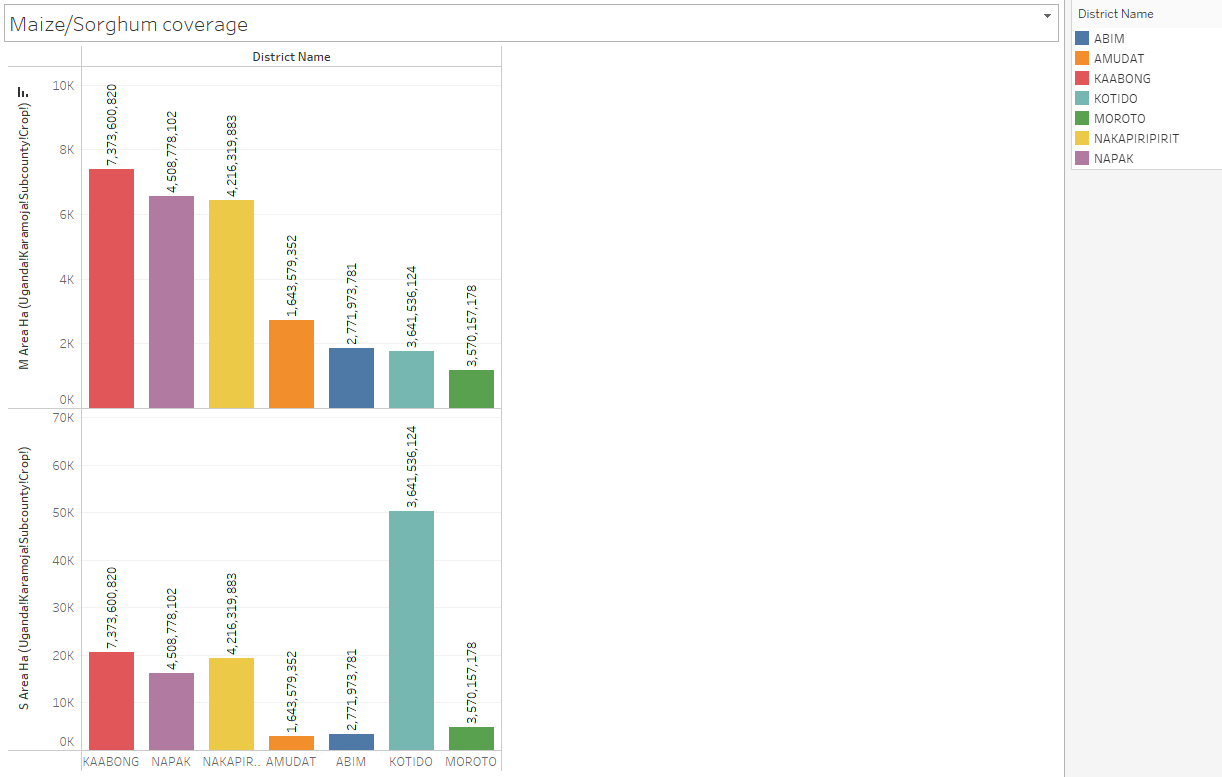 Maize/Sorghum coverage
District Name
M Area Ha (Uganda!Karamoja!Subcounty!Crop!)
10K
8K
6K
4K
2K
0K
7,373,600,820
4,508,778,102
4,216,319,883
1,643,579,352
2,771,973,781
3,641,536,124
3,570,157,178
S Area Ha (Uganda!Karamoja!Subcounty!Crop!)
70K
60K
50K
40K
30K
20K
10K
0K
7,373,600,820
4,508,778,102
4,216,319,883
1,643,579,352
2,771,973,781
3,641,536,124
3,570,157,178
KAABONG NAPAK NAKAPIR.. AMUDAT ABIM KOTIDO MOROTO
District Name
ABIM
AMUDAT
KAABONG
KOTIDO
MOROTO
NAKAPIRIPIRIT
NAPAK